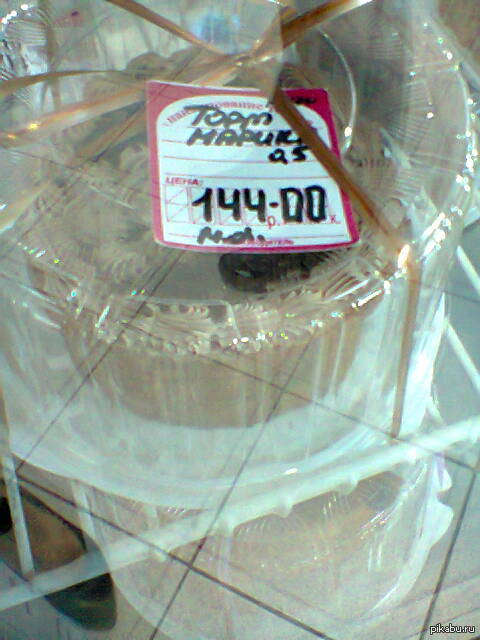 Торт
МАРИКА
0,5
ЦЕНА:
144-00
р. к.
pikabu.ru